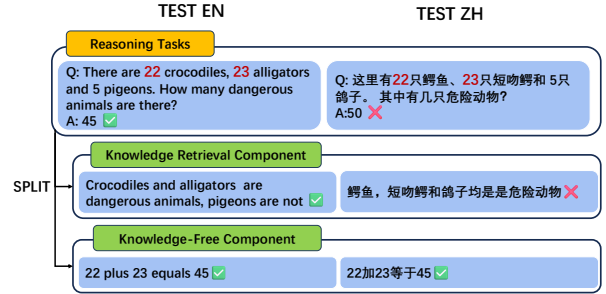 TEST EN
TEST ZH
Reasoning Tasks
Q: There are 22 crocodiles, 23 alligators
and 5 pigeons. How many dangerous
animals are there?
A: 45 ✅
Q: 这里有22只鳄鱼、23只短吻鳄和 5只
鸽子。 其中有几只危险动物?
A:50 ❌
SPLIT
Knowledge Retrieval Component
Crocodiles and alligators are
dangerous animals, pigeons are not ✅
鳄鱼，短吻鳄和鸽子均是是危险动物❌
Knowledge-Free Component
22 plus 23 equals 45 ✅
22加23等于45 ✅